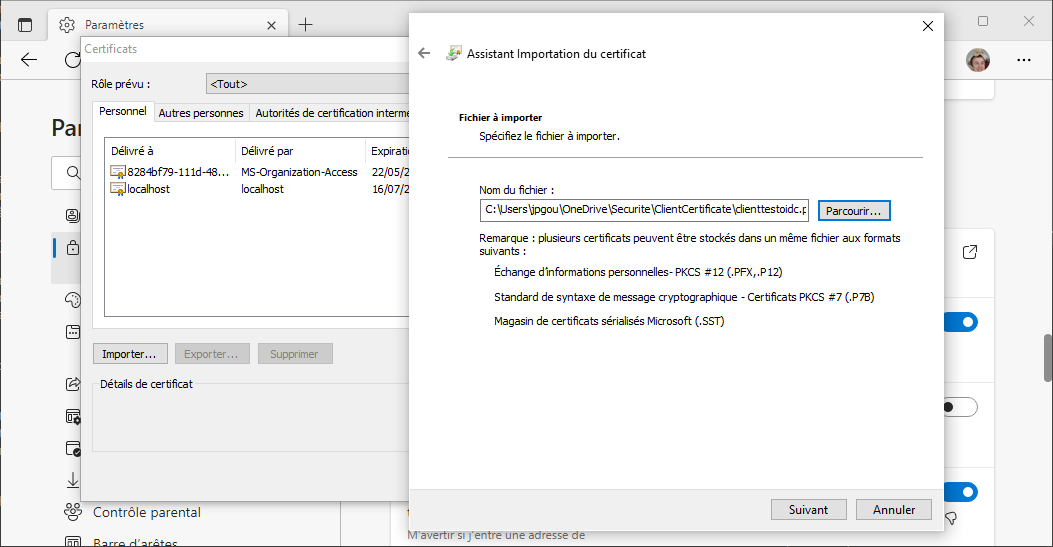 Paramètres
Certificats
Rôle prévu :
<Tout>
Personnel
Autres personnes
Autorités de certification interme
Délivré à
Délivré par
Expiratio
8284bf79-111d-48...
MS-Organization-Access
22/05/2
localhost
localhost
16/07/2
Importer...
Exporter...
Supprimer
Détails de certificat
Contrôle parental
Barre d'arêtes
Assistant Importation du certificat
Fichier à importer
Spécifiez le fichier à importer.
Nom du fichier :
C:\Users\jpgou\OneDrive\Securite\ClientCertificate\clienttestoidc.p
Parcourir...
Remarque : plusieurs certificats peuvent être stockés dans un même fichier aux formats
suivants :
Échange d'informations personnelles- PKCS #12 (.PFX,.P12)
Standard de syntaxe de message cryptographique - Certificats PKCS #7 (.P7B)
Magasin de certificats sérialisés Microsoft (.SST)
Suivant
Annuler
M'avertir si j'entre une adresse de